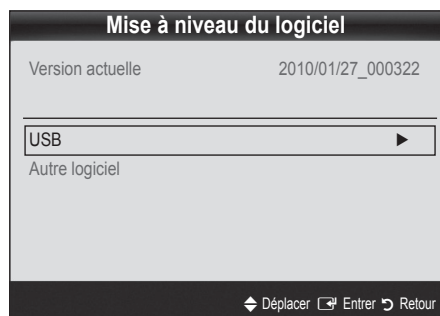 Mise à niveau du logiciel
Version actuelle 2010/01/27_000322
USB ►
Autre logiciel
Déplacer Entrer Retour